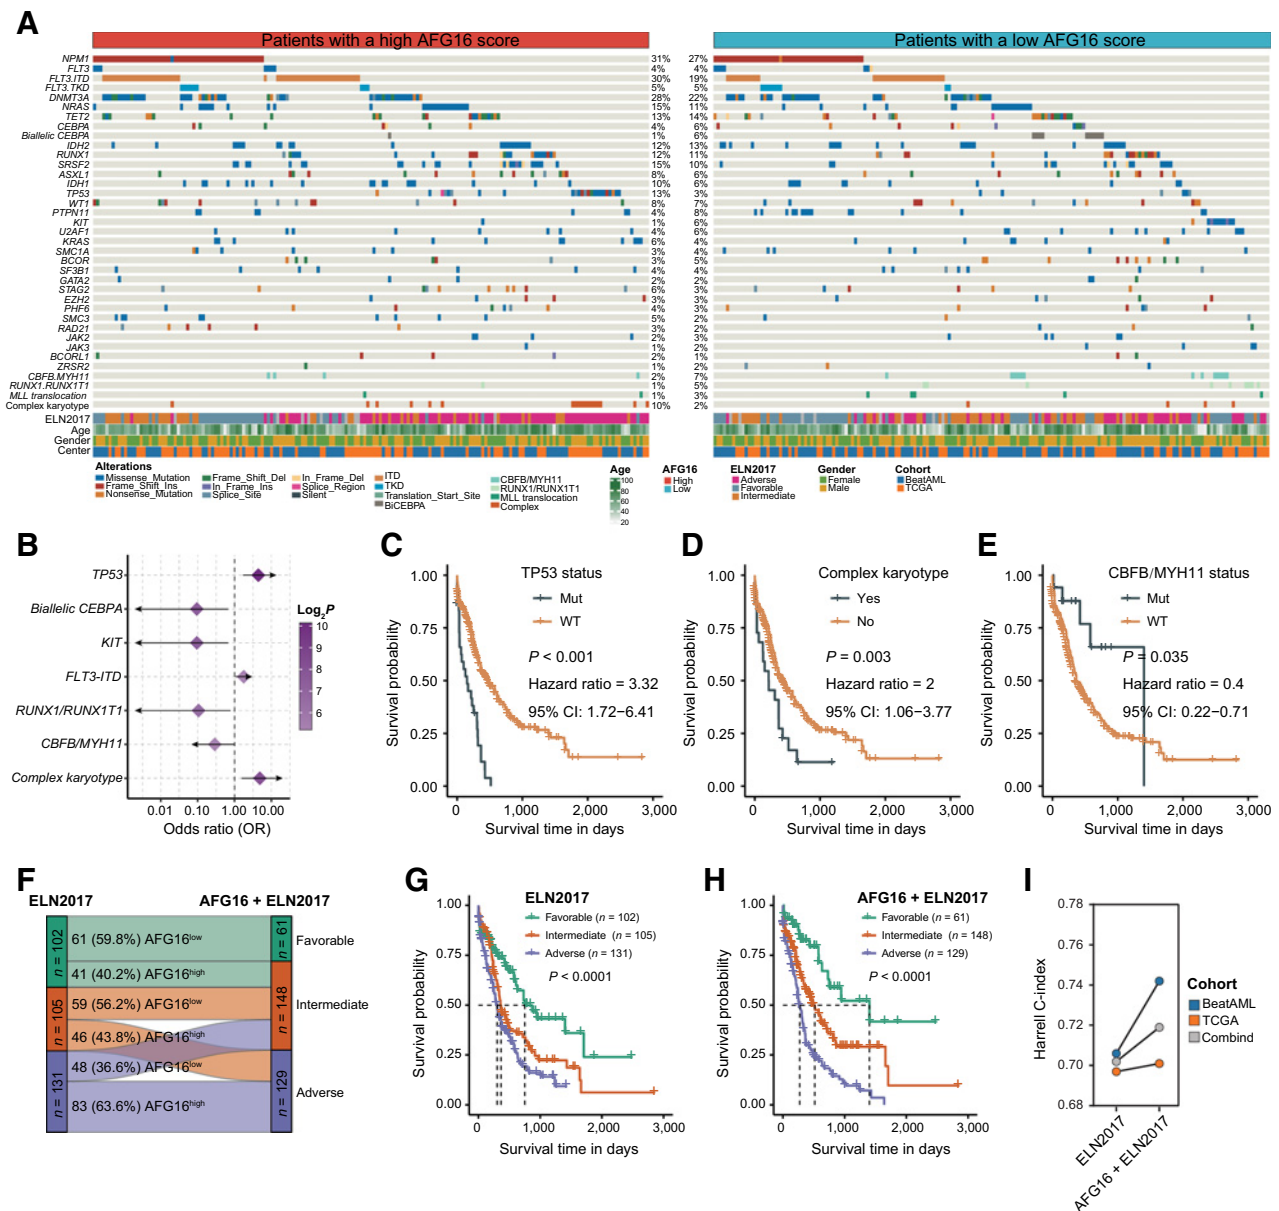 A
Patients with a high AFG16 score
Patients with a low AFG16 score
NPM1 31% 27%
FLT3 4% 4%
FLT3.ITD 30% 19%
FLT3.TKD 5% 5%
DNMT3A 28% 22%
NRAS 15% 11%
TET2 13% 14%
CEBPA 4% 6%
Biallelic CEBPA 1% 6%
IDH2 12% 13%
RUNX1 12% 11%
SRSF2 15% 10%
ASXL1 8% 6%
IDH1 10% 6%
TP53 13% 3%
WT1 8% 7%
PTPN11 4% 8%
KIT 1% 6%
U2AF1 4% 6%
KRAS 6% 4%
SMC1A 3% 4%
BCOR 3% 5%
SF3B1 4% 4%
GATA2 2% 2%
STAG2 6% 3%
EZH2 3% 3%
PHF6 4% 3%
SMC3 5% 2%
RAD21 3% 2%
JAK2 2% 3%
JAK3 1% 2%
BCORL1 2% 1%
ZRSR2 1% 2%
CBFB.MYH11 2% 7%
RUNX1.RUNX1T1 1% 5%
MLL translocation 1% 3%
Complex karyotype 10% 2%
ELN2017
Age
Gender
Center
Alterations
Missense_Mutation
Frame_Shift_Ins
Nonsense_Mutation
Frame_Shift_Del
In_Frame_Ins
Splice_Site
In_Frame_Del
Splice_Region
Silent
ITD
TKD
Translation_Start_Site
BiCEBPA
CBFB/MYH11
RUNX1/RUNX1T1
MLL translocation
Complex
Age
100
80
60
40
20
AFG16
High
Low
ELN2017
Adverse
Favorable
Intermediate
Gender
Female
Male
Cohort
BeatAML
TCGA
B
TP53
Biallelic CEBPA
KIT
FLT3-ITD
RUNX1/RUNX1T1
CBFB/MYH11
Complex karyotype
0.01 0.10 1.0 10.00
Odds ratio (OR)
Log2P
10
9
8
7
6
C
TP53 status
Mut
WT
P < 0.001
Hazard ratio = 3.32
95% CI: 1.72–6.41
Survival probability
1.00
0.75
0.50
0.25
0.00
0 1,000 2,000 3,000
Survival time in days
D
Complex karyotype
Yes
No
P = 0.003
Hazard ratio = 2
95% CI: 1.06–3.77
Survival probability
1.00
0.75
0.50
0.25
0.00
0 1,000 2,000 3,000
Survival time in days
E
CBFB/MYH11 status
Mut
WT
P = 0.035
Hazard ratio = 0.4
95% CI: 0.22–0.71
Survival probability
1.00
0.75
0.50
0.25
0.00
0 1,000 2,000 3,000
Survival time in days
F
ELN2017
AFG16 + ELN2017
n = 102
n = 105
n = 131
61 (59.8%) AFG16low
41 (40.2%) AFG16high
59 (56.2%) AFG16low
46 (43.8%) AFG16high
48 (36.6%) AFG16low
83 (63.6%) AFG16high
n = 61
n = 148
n = 129
Favorable
Intermediate
Adverse
G
ELN2017
Favorable (n = 102)
Intermediate (n = 105)
Adverse (n = 131)
P < 0.0001
Survival probability
1.00
0.75
0.50
0.25
0.00
0 1,000 2,000 3,000
Survival time in days
H
AFG16 + ELN2017
Favorable (n = 61)
Intermediate (n = 148)
Adverse (n = 129)
P < 0.0001
Survival probability
1.00
0.75
0.50
0.25
0.00
0 1,000 2,000 3,000
Survival time in days
I
Harrell C-index
0.78
0.76
0.74
0.72
0.70
0.68
ELN2017
AFG16 + ELN2017
Cohort
BeatAML
TCGA
Combind